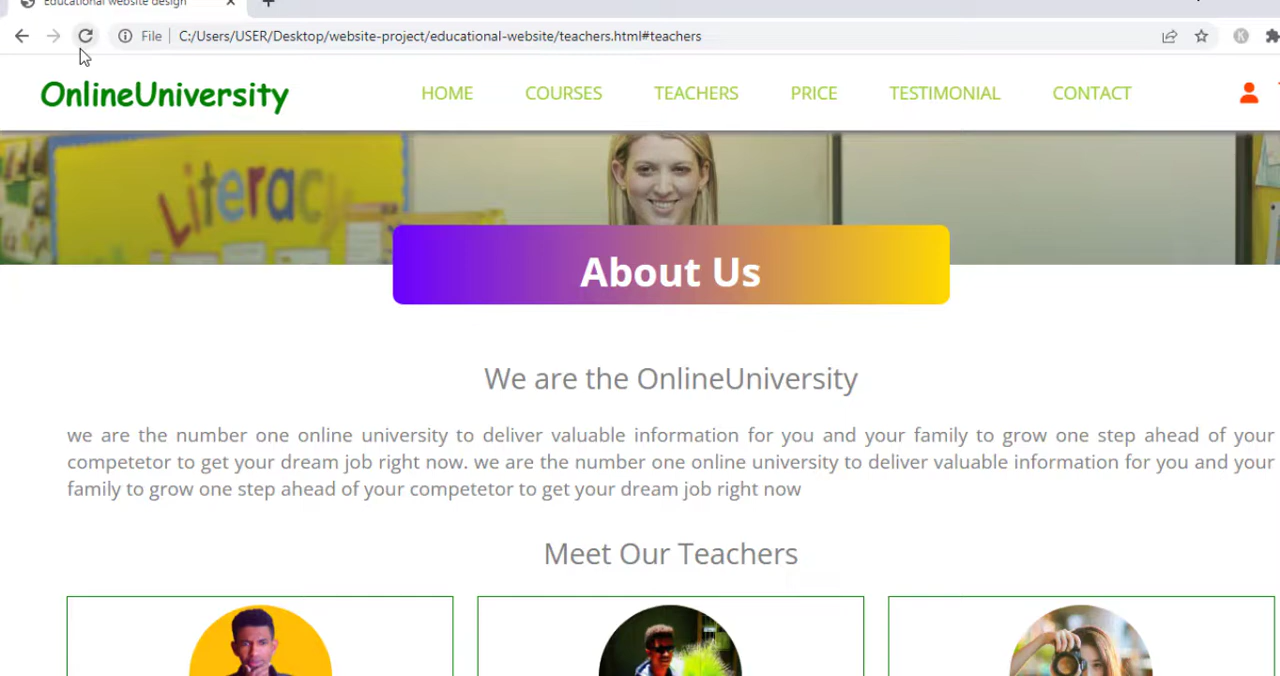 Educational website design
File C:/Users/USER/Desktop/website-project/educational-website/teachers.html#teachers
K
OnlineUniversity HOME COURSES TEACHERS PRICE TESTIMONIAL CONTACT
Literac
About Us
We are the OnlineUniversity
we are the number one online university to deliver valuable information for you and your family to grow one step ahead of your
competetor to get your dream job right now. we are the number one online university to deliver valuable information for you and your
family to grow one step ahead of your competetor to get your dream job right now
Meet Our Teachers